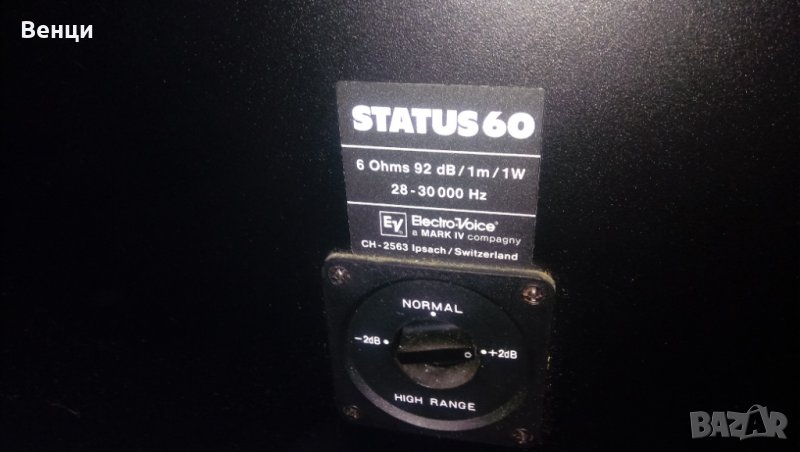 Венци
STATUS 60
6 Ohms 92 dB / 1m / 1W
28 - 30 000 Hz
EV Electro-Voice®
a MARK IV compagny
CH - 2563 Ipsach / Switzerland
NORMAL
-2dB +2dB
HIGH RANGE
BAZAR